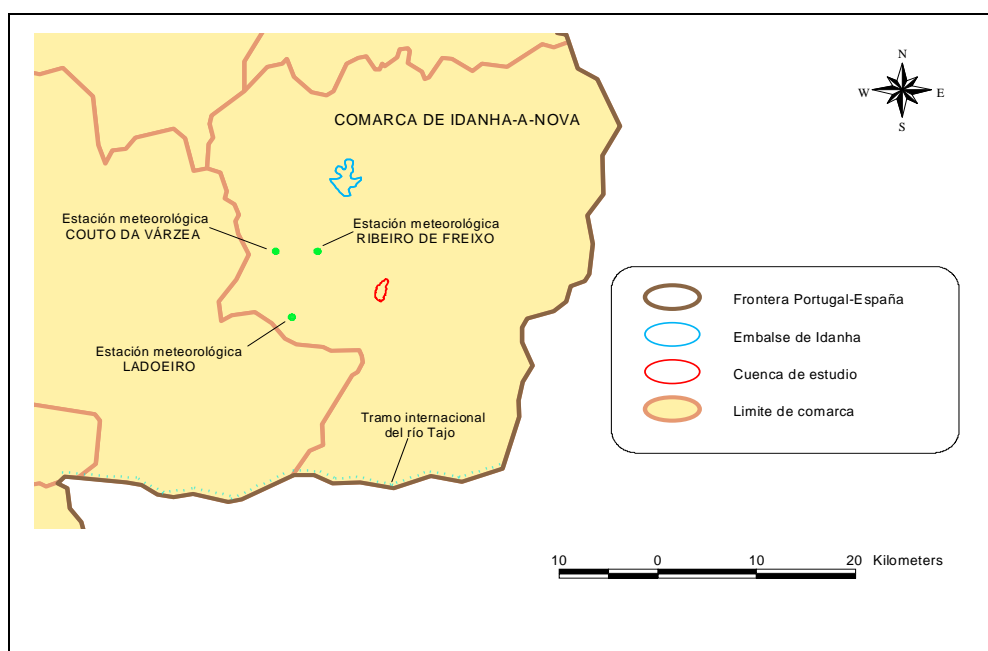 N
W
E
S
COMARCA DE IDANHA-A-NOVA
Estación meteorológica
COUTO DA VÁRZEA
Estación meteorológica
RIBEIRO DE FREIXO
Estación meteorológica
LADOEIRO
Tramo internacional
del río Tajo
Frontera Portugal-España
Embalse de Idanha
Cuenca de estudio
Limite de comarca
10 0 10 20 Kilometers